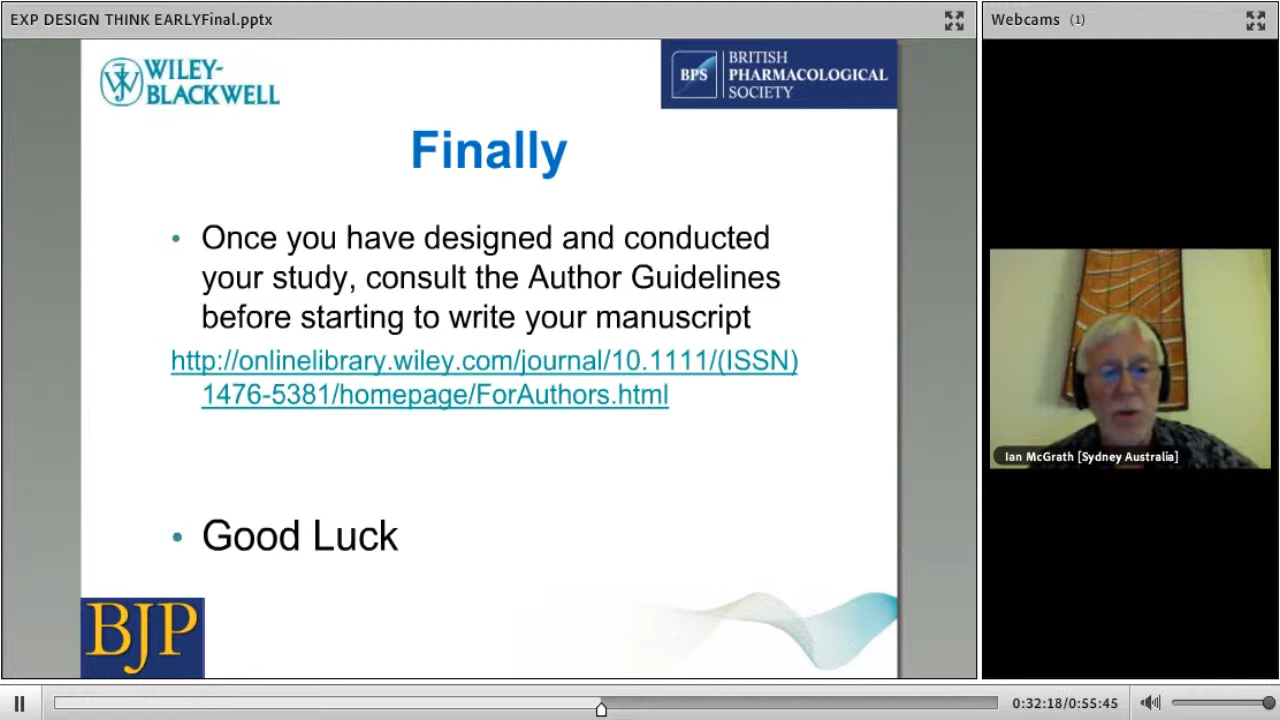 EXP DESIGN THINK EARLYFinal.pptx
Webcams (1)
WILEY-
BLACKWELL
BPS
BRITISH
PHARMACOLOGICAL
SOCIETY
Finally
• Once you have designed and conducted
your study, consult the Author Guidelines
before starting to write your manuscript
http://onlinelibrary.wiley.com/journal/10.1111/(ISSN)
1476-5381/homepage/ForAuthors.html
Ian McGrath [Sydney Australia]
• Good Luck
BJP
0:32:18/0:55:45